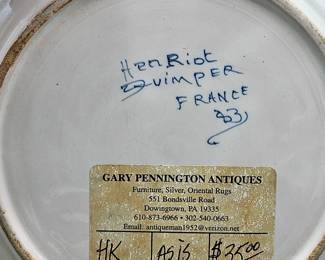 HenRiot
Quimper
FRANCE
83
GARY PENNINGTON ANTIQUES
Furniture, Silver, Oriental Rugs
551 Bondsville Road
Downingtown, PA 19335
610-873-6966 • 302-540-0663
Email: antiqueman1952@verizon.net
HK ASIS $35.00